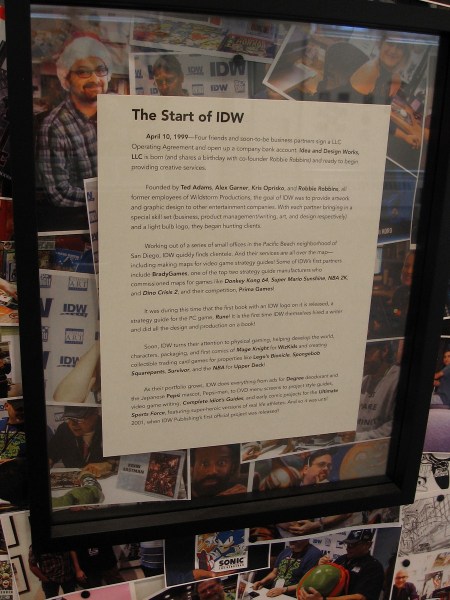 The Start of IDW
April 10, 1999—Four friends and soon-to-be business partners sign a LLC
Operating Agreement and open up a company bank account. Idea and Design Works,
LLC is born (and shares a birthday with co-founder Robbie Robbins) and ready to begin
providing creative services.
Founded by Ted Adams, Alex Garner, Kris Oprisko, and Robbie Robbins, all
former employees of Wildstorm Productions, the goal of IDW was to provide artwork
and graphic design to other entertainment companies. With each partner bringing in a
special skill set (business, product management/writing, art, and design respectively)
and a light bulb logo, they began hunting clients.
Working out of a series of small offices in the Pacific Beach neighborhood of
San Diego, IDW quickly finds clientele. And their services are all over the map—
including making maps for video game strategy guides! Some of IDW's first partners
include BradyGames, one of the top two strategy guide manufacturers who
commissioned maps for games like Donkey Kong 64, Super Mario Sunshine, NBA 2K,
and Dino Crisis 2, and their competition, Prima Games!
It was during this time that the first book with an IDW logo on it is released, a
strategy guide for the PC game, Rune! It is the first time IDW themselves hired a writer
and did all the design and production on a book!
Soon, IDW turns their attention to physical gaming, helping develop the world,
characters, packaging, and first comics of Mage Knight for WizKids and creating
collectible trading card games for properties like Lego's Bionicle, Spongebob
Squarepants, Survivor, and the NBA for Upper Deck!
As their portfolio grows, IDW does everything from ads for Degree deodorant and
the Japanese Pepsi mascot, Pepsi-man, to DVD menu screens to project style guides,
video game writing, Complete Idiot's Guides, and early comic projects for the Ultimate
Sports Force, featuring superheroic versions of real life athletes. And so it was until
2001, when IDW Publishing's first official project was released!
IDW
IDW
IDW
SONIC